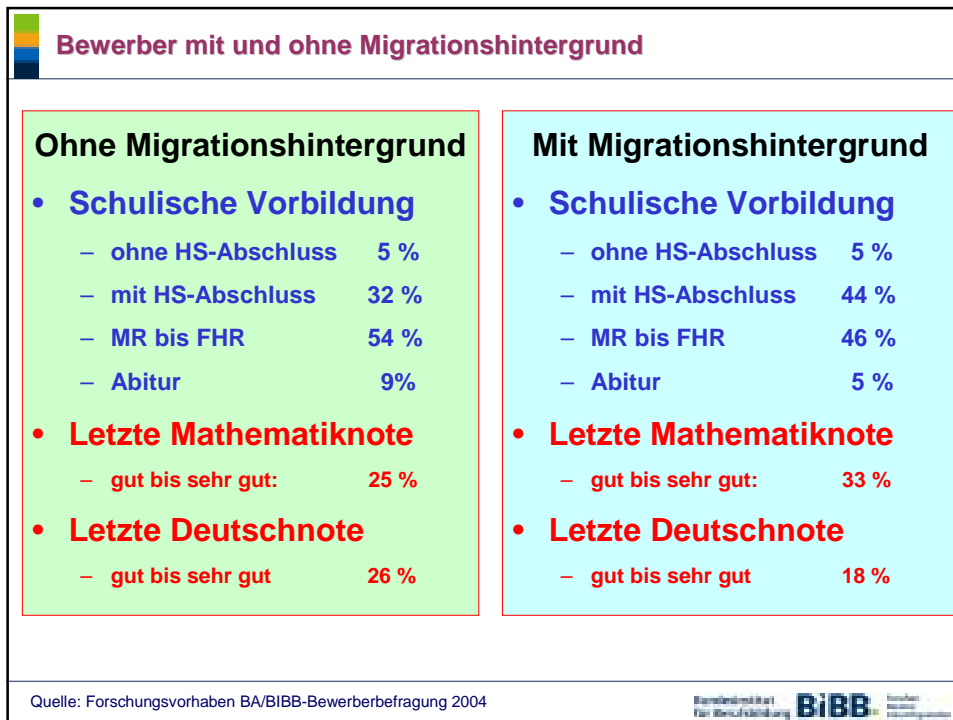 Bewerber mit und ohne Migrationshintergrund
Ohne Migrationshintergrund
• Schulische Vorbildung
– ohne HS-Abschluss 5 %
– mit HS-Abschluss 32 %
– MR bis FHR 54 %
– Abitur 9%
• Letzte Mathematiknote
– gut bis sehr gut: 25 %
• Letzte Deutschnote
– gut bis sehr gut 26 %
Mit Migrationshintergrund
• Schulische Vorbildung
– ohne HS-Abschluss 5 %
– mit HS-Abschluss 44 %
– MR bis FHR 46 %
– Abitur 5 %
• Letzte Mathematiknote
– gut bis sehr gut: 33 %
• Letzte Deutschnote
– gut bis sehr gut 18 %
Quelle: Forschungsvorhaben BA/BIBB-Bewerberbefragung 2004
Bundesinstitut
für Berufsbildung
BiBB